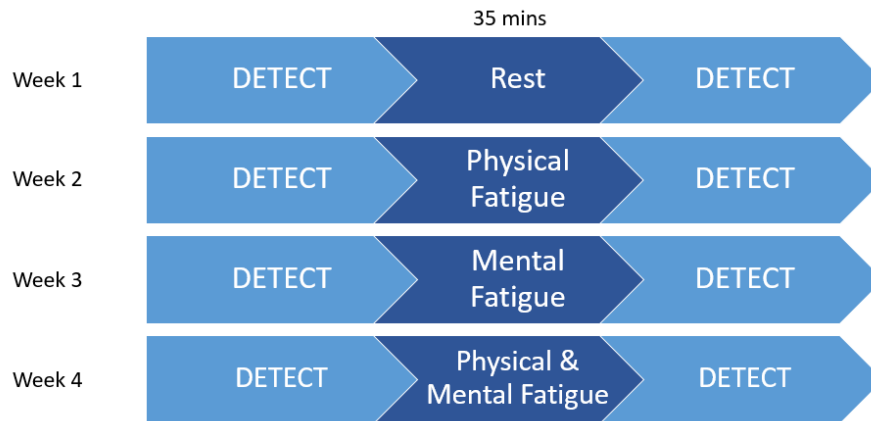 35 mins
Week 1
DETECT
Rest
DETECT
Week 2
DETECT
Physical
Fatigue
DETECT
Week 3
DETECT
Mental
Fatigue
DETECT
Week 4
DETECT
Physical &
Mental Fatigue
DETECT